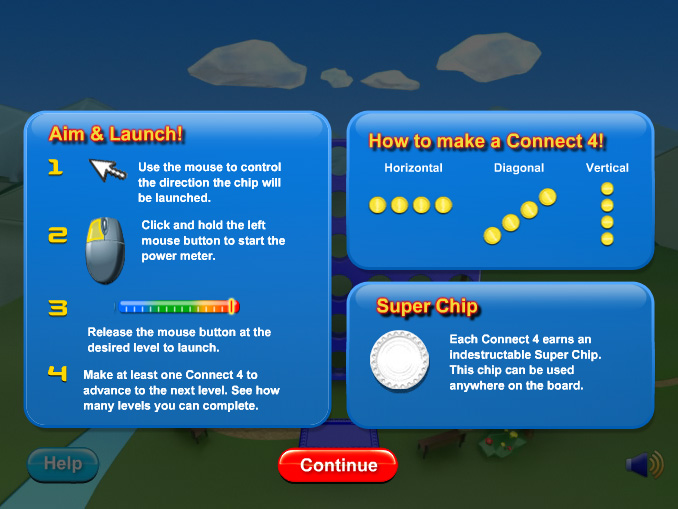 Aim & Launch!
1
Use the mouse to control
the direction the chip will
be launched.
2
Click and hold the left
mouse button to start the
power meter.
3
Release the mouse button at the
desired level to launch.
4
Make at least one Connect 4 to
advance to the next level. See how
many levels you can complete.
How to make a Connect 4!
Horizontal
Diagonal
Vertical
Super Chip
Each Connect 4 earns an
indestructable Super Chip.
This chip can be used
anywhere on the board.
Help
Continue